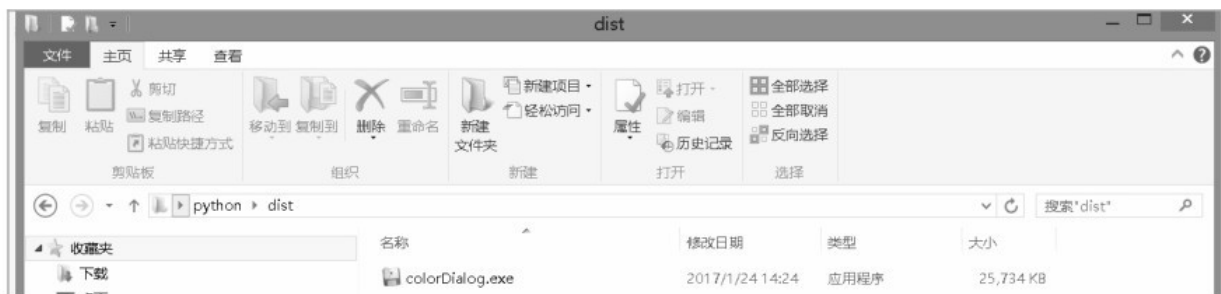 dist
文件 主页 共享 查看
复制
粘贴
剪切
复制路径
粘贴快捷方式
剪贴板
移动到 复制到 删除 重命名
组织
新建
文件夹
新建项目
轻松访问
新建
属性
打开
编辑
历史记录
打开
全部选择
全部取消
反向选择
选择
python dist
搜索"dist"
收藏夹
下载
名称 修改日期 类型 大小
colorDialog.exe 2017/1/24 14:24 应用程序 25,734 KB